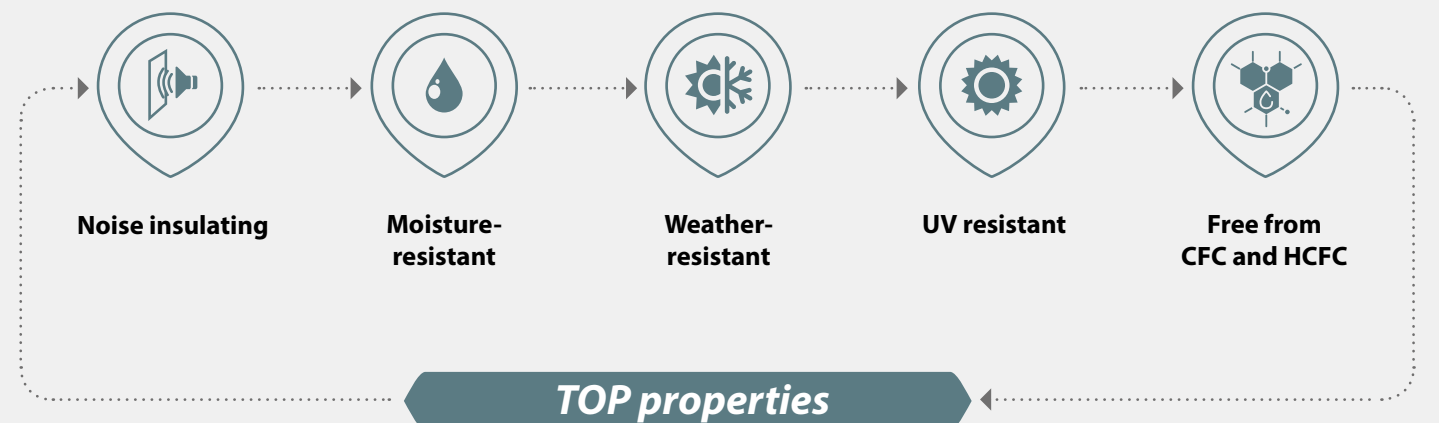 Noise insulating
Moisture-
resistant
Weather-
resistant
UV resistant
Free from
CFC and HCFC
TOP properties